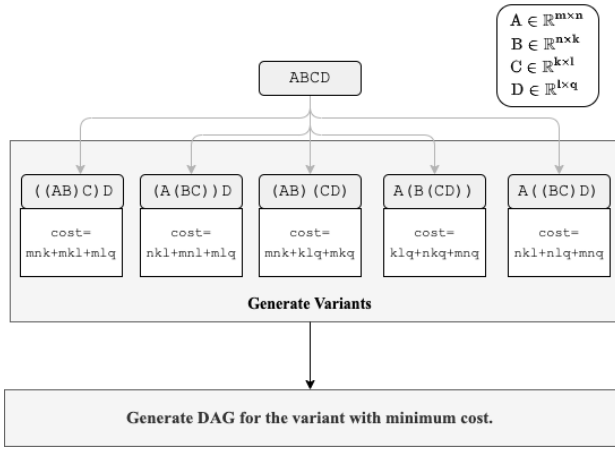 A ∈ ℝ^{m×n}
B ∈ ℝ^{n×k}
C ∈ ℝ^{k×l}
D ∈ ℝ^{l×q}
ABCD
((AB)C)D
cost=
mnk+mkl+mlq
(A(BC))D
cost=
nkl+mnl+mlq
(AB)(CD)
cost=
mnk+klq+mkq
A(B(CD))
cost=
klq+nkq+mnq
A((BC)D)
cost=
nkl+nlq+mnq
Generate Variants
Generate DAG for the variant with minimum cost.